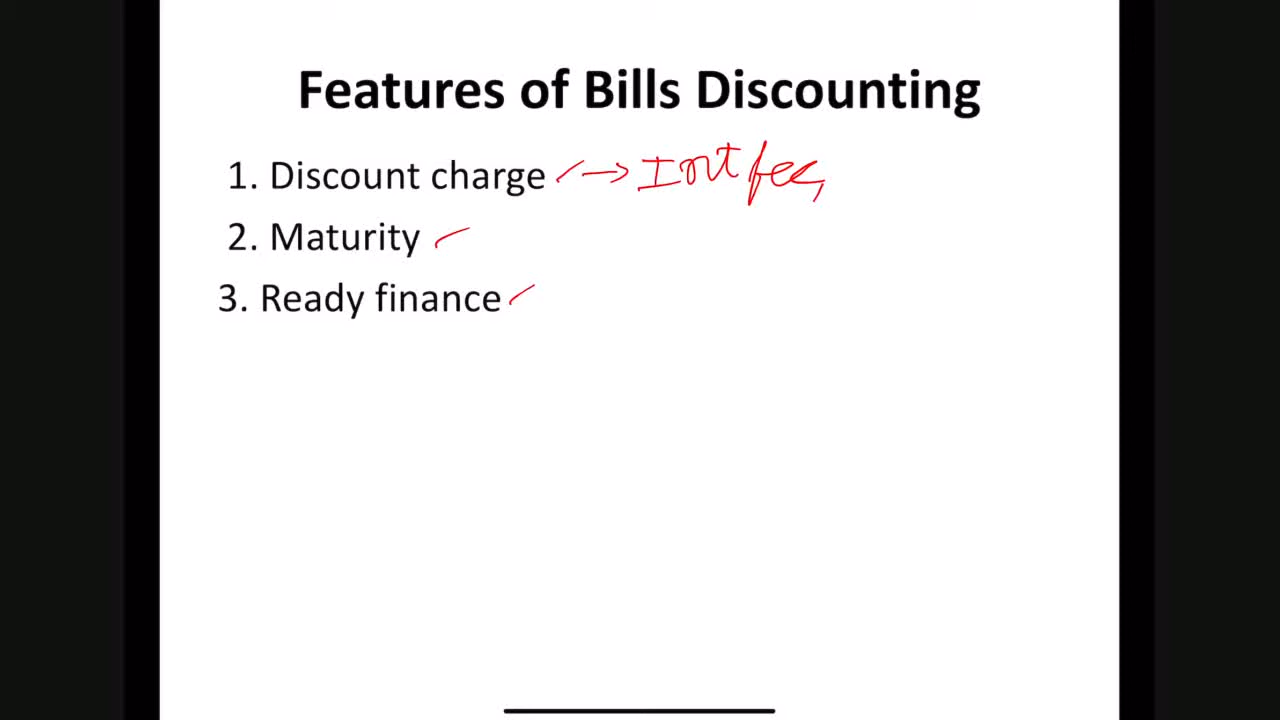 Features of Bills Discounting
1. Discount charge → Int fee,
2. Maturity
3. Ready finance